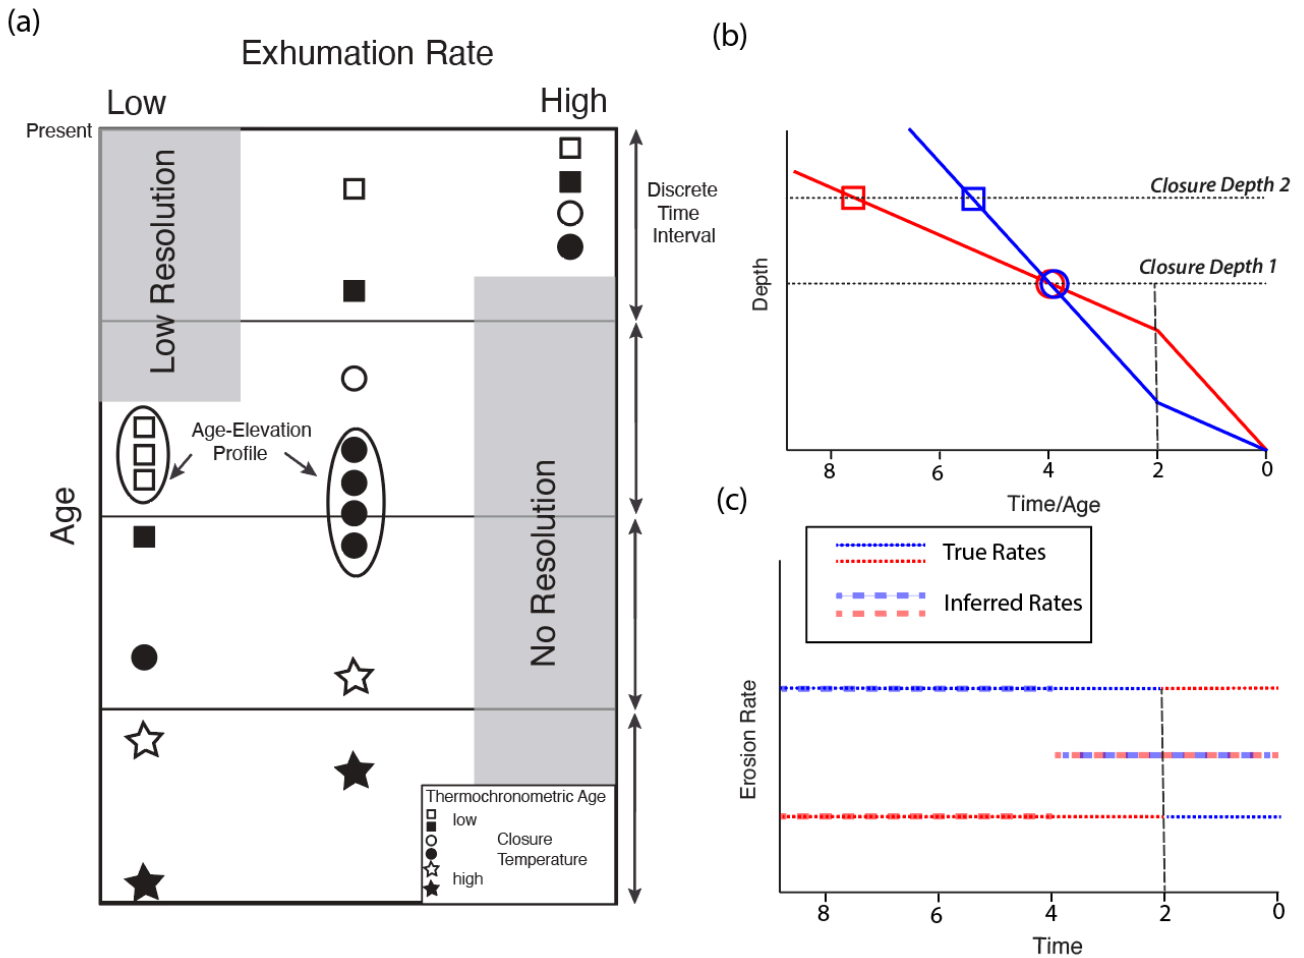 (a)
Exhumation Rate
Low
High
Present
Low Resolution
Discrete
Time
Interval
Age-Elevation
Profile
Age
No Resolution
Thermochronometric Age
low
Closure
Temperature
high
(b)
Closure Depth 2
Closure Depth 1
Depth
8
6
4
2
0
Time/Age
(c)
True Rates
Inferred Rates
Erosion Rate
8
6
4
2
0
Time